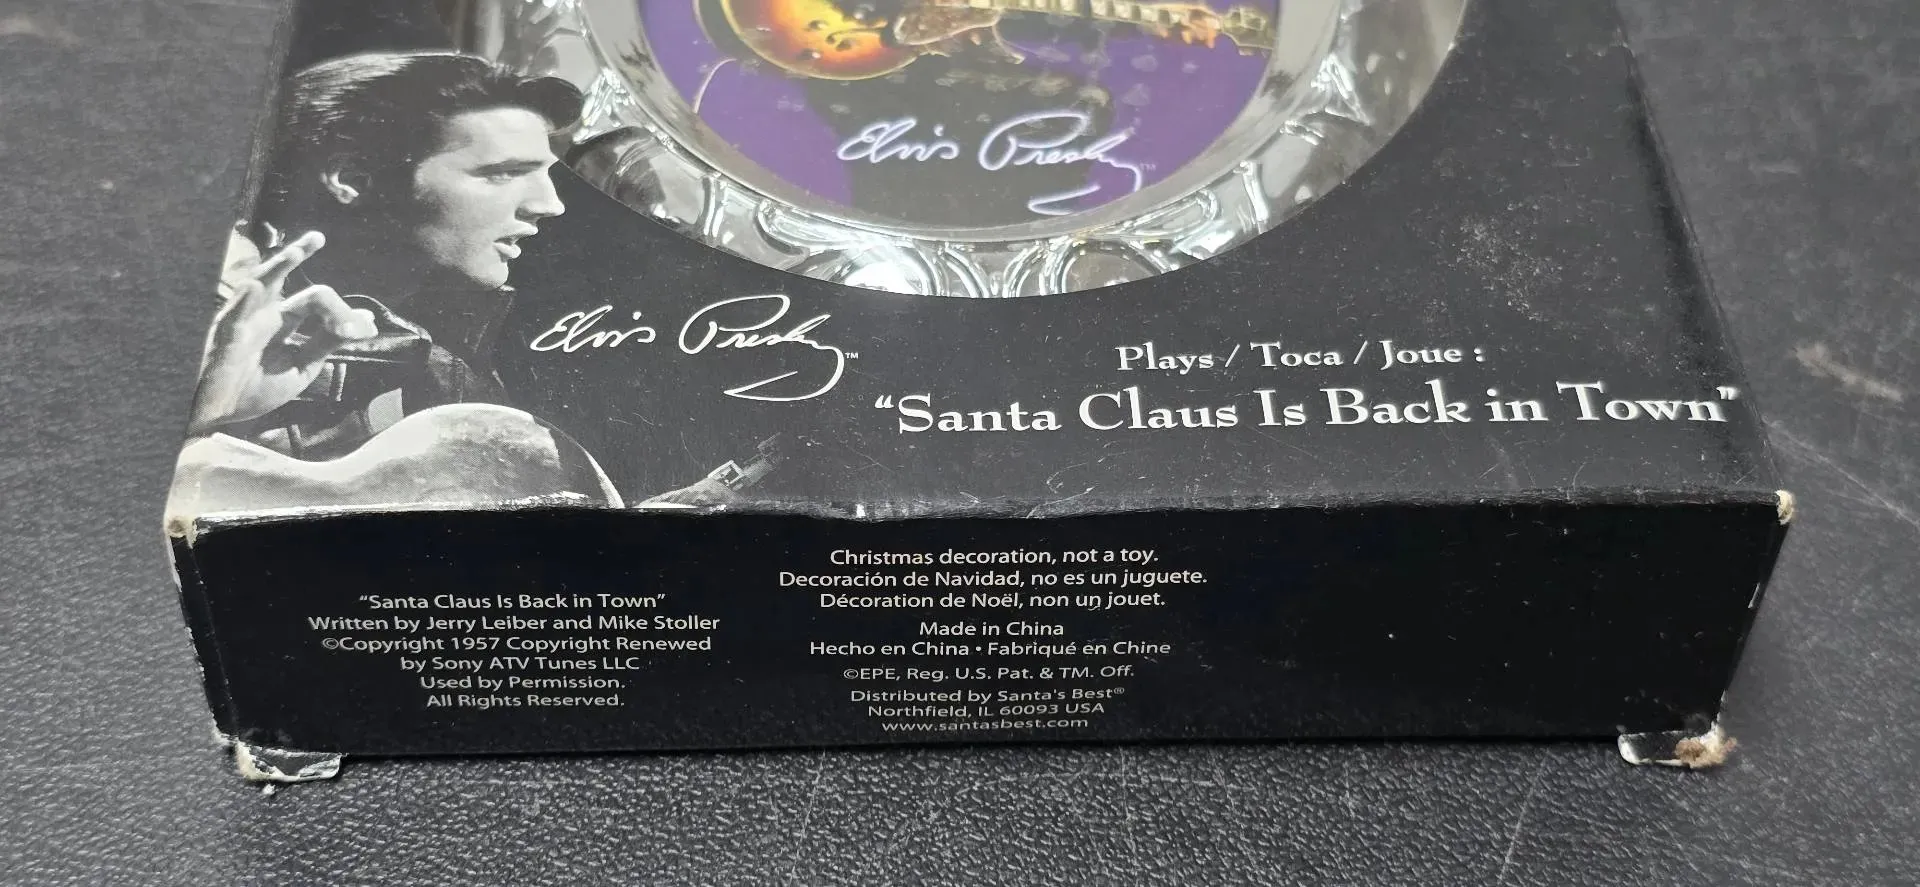 Elvis Presley™
Elvis Presley™
Plays / Toca / Joue :
“Santa Claus Is Back in Town”
“Santa Claus Is Back in Town”
Written by Jerry Leiber and Mike Stoller
©Copyright 1957 Copyright Renewed
by Sony ATV Tunes LLC
Used by Permission.
All Rights Reserved.
Christmas decoration, not a toy.
Decoración de Navidad, no es un juguete.
Décoration de Noël, non un jouet.
Made in China
Hecho en China • Fabriqué en Chine
©EPE, Reg. U.S. Pat. & TM. Off.
Distributed by Santa's Best®
Northfield, IL 60093 USA
www.santasbest.com